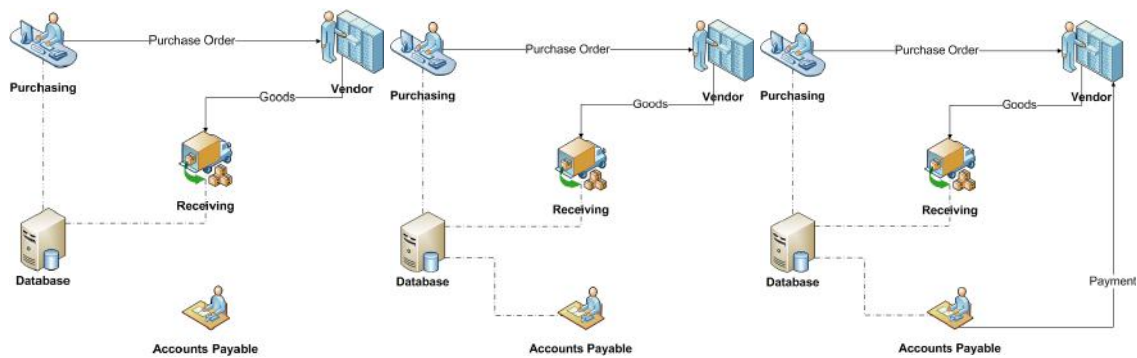 Purchase Order
Purchasing
Vendor
Goods
Receiving
Database
Accounts Payable
Purchase Order
Purchasing
Vendor
Goods
Receiving
Database
Accounts Payable
Purchase Order
Purchasing
Vendor
Goods
Receiving
Database
Payment
Accounts Payable